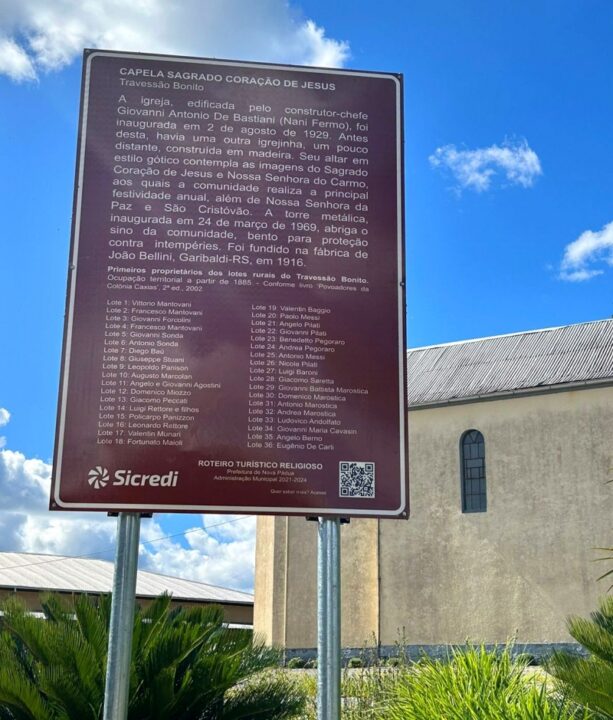 CAPELA SAGRADO CORAÇÃO DE JESUS
Travessão Bonito
A igreja, edificada pelo construtor-chefe
Giovanni Antonio De Bastiani (Nani Fermo), foi
inaugurada em 2 de agosto de 1929. Antes
desta, havia uma outra igrejinha, um pouco
distante, construída em madeira. Seu altar em
estilo gótico contempla as imagens do Sagrado
Coração de Jesus e Nossa Senhora do Carmo,
aos quais a comunidade realiza a principal
festividade anual, além de Nossa Senhora da
Paz e São Cristóvão. A torre metálica,
inaugurada em 24 de março de 1969, abriga o
sino da comunidade, bento para proteção
contra intempéries. Foi fundido na fábrica de
João Bellini, Garibaldi-RS, em 1916.
Primeiros proprietários dos lotes rurais do Travessão Bonito.
Ocupação territorial a partir de 1885 - Conforme livro 'Povoadores da
Colônia Caxias', 2ª ed., 2002.
Lote 1: Vittorio Mantovani
Lote 2: Francesco Mantovani
Lote 3: Giovanni Forcolini
Lote 4: Francesco Mantovani
Lote 5: Giovanni Sonda
Lote 6: Antonio Sonda
Lote 7: Diego Baú
Lote 8: Giuseppe Stuani
Lote 9: Leopoldo Panison
Lote 10: Augusto Marcolan
Lote 11: Angelo e Giovanni Agostini
Lote 12: Domenico Miozzo
Lote 13: Giacomo Peccati
Lote 14: Luigi Rettore e filhos
Lote 15: Policarpo Panizzon
Lote 16: Leonardo Rettore
Lote 17: Valentin Munari
Lote 18: Fortunato Maioli
Lote 19: Valentin Baggio
Lote 20: Paolo Messi
Lote 21: Angelo Pilati
Lote 22: Giovanni Pilati
Lote 23: Benedetto Pegoraro
Lote 24: Andrea Pegoraro
Lote 25: Antonio Messi
Lote 26: Nicola Pilati
Lote 27: Luigi Baroni
Lote 28: Giacomo Saretta
Lote 29: Giovanni Battista Marostica
Lote 30: Domenico Marostica
Lote 31: Antonio Marostica
Lote 32: Andrea Marostica
Lote 33: Ludovico Andolfato
Lote 34: Giovanni Maria Cavasin
Lote 35: Angelo Berno
Lote 36: Eugênio De Carli
Sicredi
ROTEIRO TURÍSTICO RELIGIOSO
Prefeitura de Nova Pádua
Administração Municipal 2021-2024
Quer saber mais? Acesse